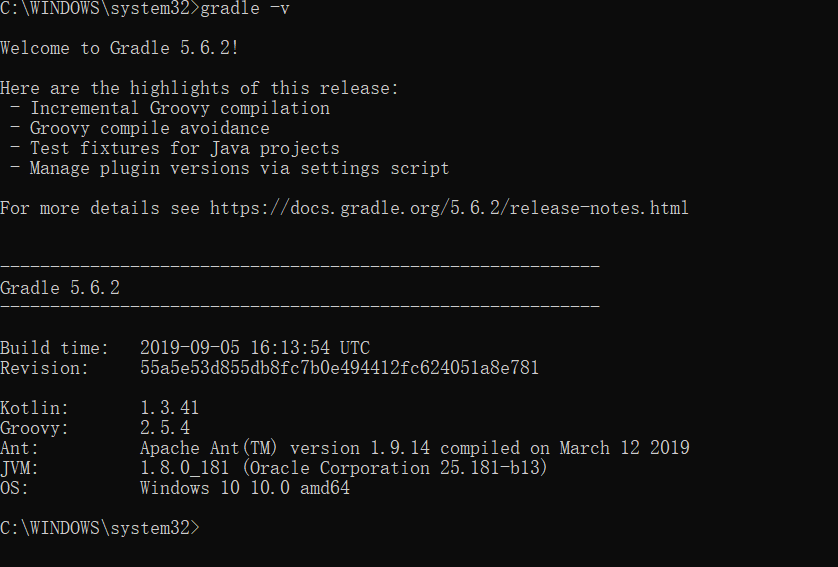 C:\WINDOWS\system32>gradle -v
Welcome to Gradle 5.6.2!
Here are the highlights of this release:
- Incremental Groovy compilation
- Groovy compile avoidance
- Test fixtures for Java projects
- Manage plugin versions via settings script
For more details see https://docs.gradle.org/5.6.2/release-notes.html
------------------------------------------------------------
Gradle 5.6.2
------------------------------------------------------------
Build time:   2019-09-05 16:13:54 UTC
Revision:     55a5e53d855db8fc7b0e494412fc624051a8e781
Kotlin:       1.3.41
Groovy:       2.5.4
Ant:          Apache Ant(TM) version 1.9.14 compiled on March 12 2019
JVM:          1.8.0_181 (Oracle Corporation 25.181-b13)
OS:           Windows 10 10.0 amd64
C:\WINDOWS\system32>